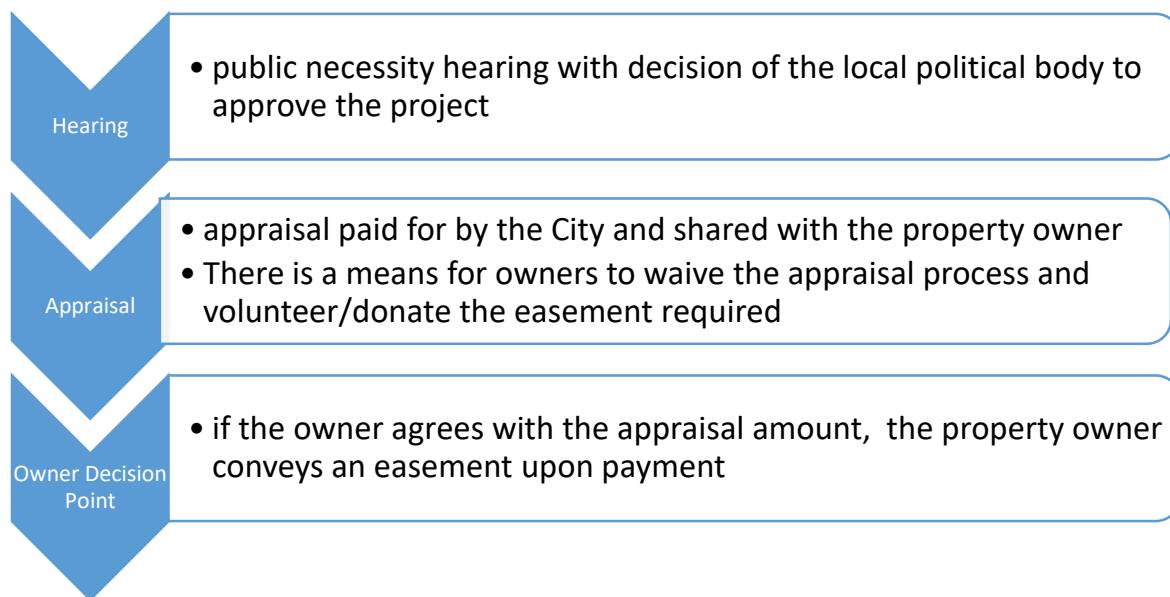 Hearing
• public necessity hearing with decision of the local political body to
approve the project
Appraisal
• appraisal paid for by the City and shared with the property owner
• There is a means for owners to waive the appraisal process and
volunteer/donate the easement required
Owner Decision
Point
• if the owner agrees with the appraisal amount, the property owner
conveys an easement upon payment